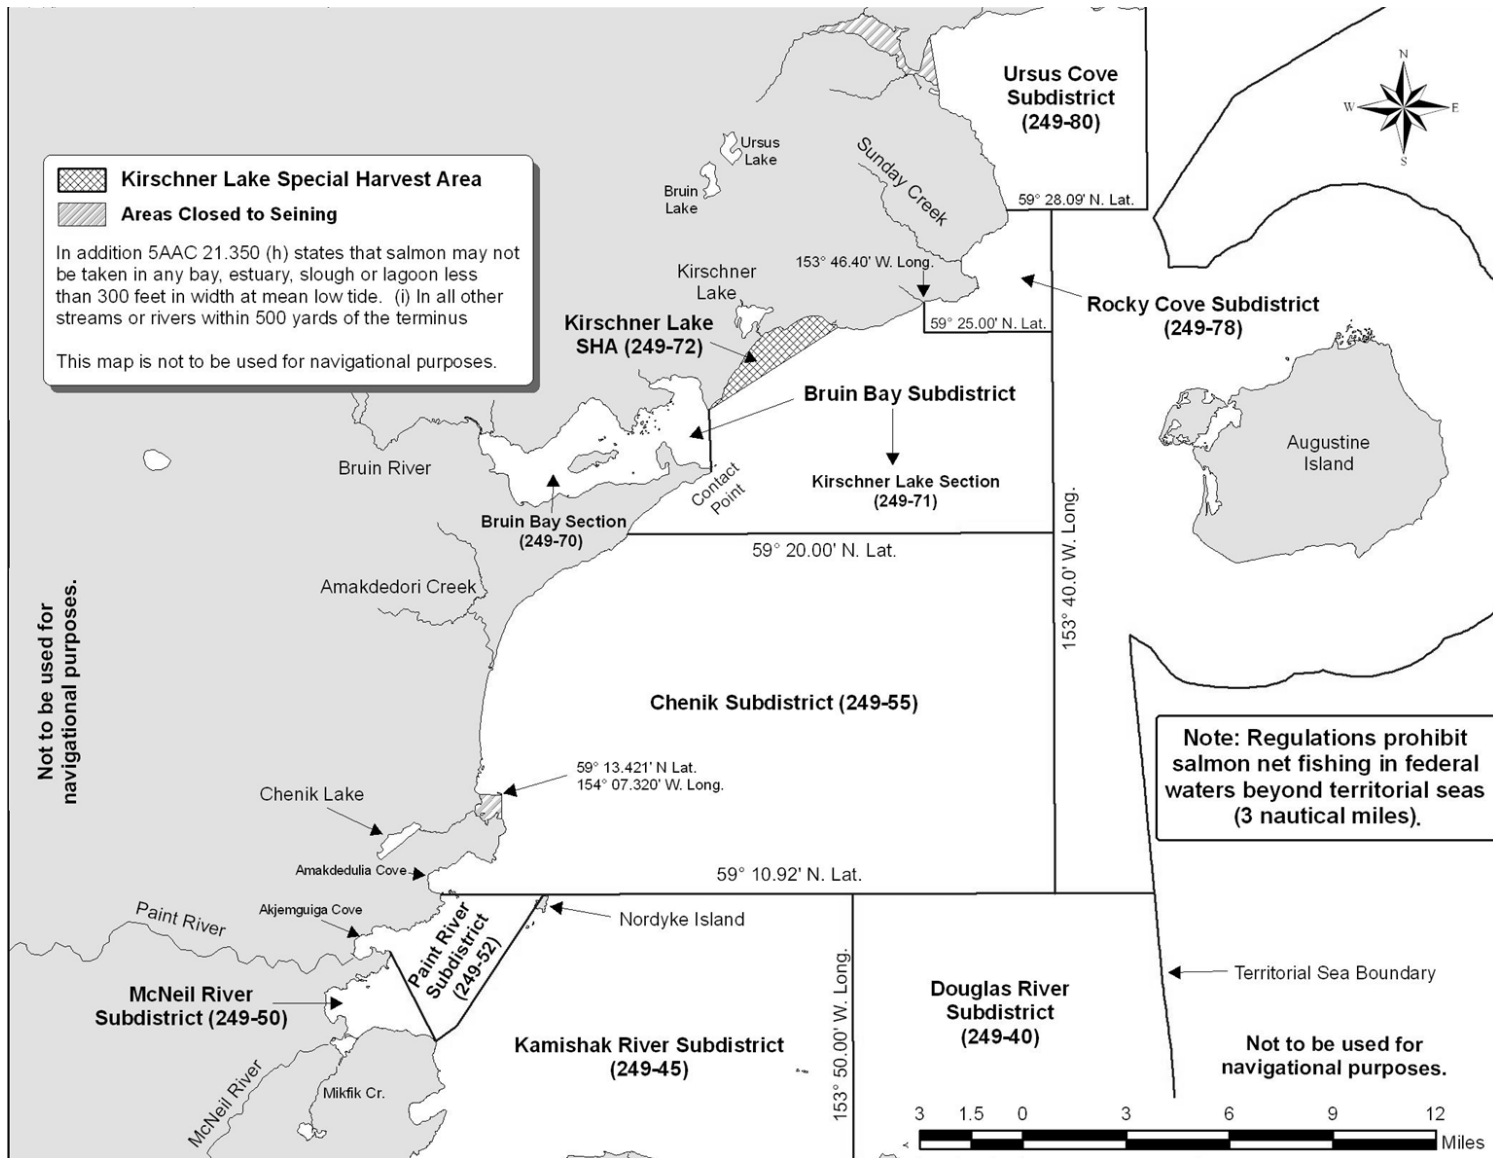 Ursus Cove
Subdistrict
(249-80)
N
W
E
S
Ursus
Lake
Bruin
Lake
Sunday Creek
59° 28.09' N. Lat.
Kirschner Lake Special Harvest Area
Areas Closed to Seining
In addition 5AAC 21.350 (h) states that salmon may not
be taken in any bay, estuary, slough or lagoon less
than 300 feet in width at mean low tide. (i) In all other
streams or rivers within 500 yards of the terminus
This map is not to be used for navigational purposes.
153° 46.40' W. Long.
Kirschner
Lake
Rocky Cove Subdistrict
(249-78)
59° 25.00' N. Lat.
Kirschner Lake
SHA (249-72)
Bruin Bay Subdistrict
Augustine
Island
Bruin River
Contact
Point
Kirschner Lake Section
(249-71)
Bruin Bay Section
(249-70)
59° 20.00' N. Lat.
153° 40.0' W. Long.
Amakdedori Creek
Not to be used for
navigational purposes.
Chenik Subdistrict (249-55)
Note: Regulations prohibit
salmon net fishing in federal
waters beyond territorial seas
(3 nautical miles).
59° 13.421' N Lat.
154° 07.320' W. Long.
Chenik Lake
Amakdedulia Cove
59° 10.92' N. Lat.
Akjemguiga Cove
Paint River
Nordyke Island
Paint River
Subdistrict
(249-52)
McNeil River
Subdistrict (249-50)
153° 50.00' W. Long.
Douglas River
Subdistrict
(249-40)
Territorial Sea Boundary
Kamishak River Subdistrict
(249-45)
Not to be used for
navigational purposes.
McNeil River
Mikfik Cr.
3 1.5 0 3 6 9 12
Miles